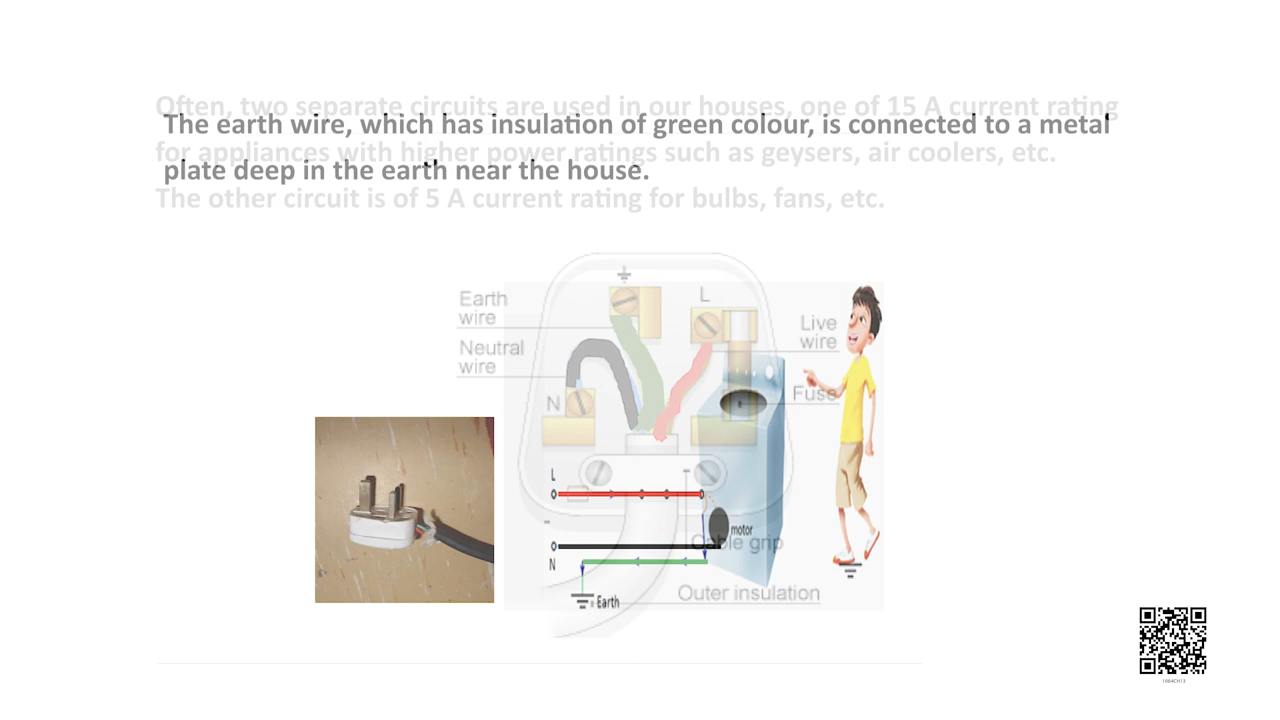 Often, two separate circuits are used in our houses, one of 15 A current rating
The earth wire, which has insulation of green colour, is connected to a metal
for appliances with higher power ratings such as geysers, air coolers, etc.
plate deep in the earth near the house.
The other circuit is of 5 A current rating for bulbs, fans, etc.
Earth
wire
L
Live
wire
Neutral
wire
Fuse
N
L
motor
Cable grip
N
Earth
Outer insulation
1064CH13